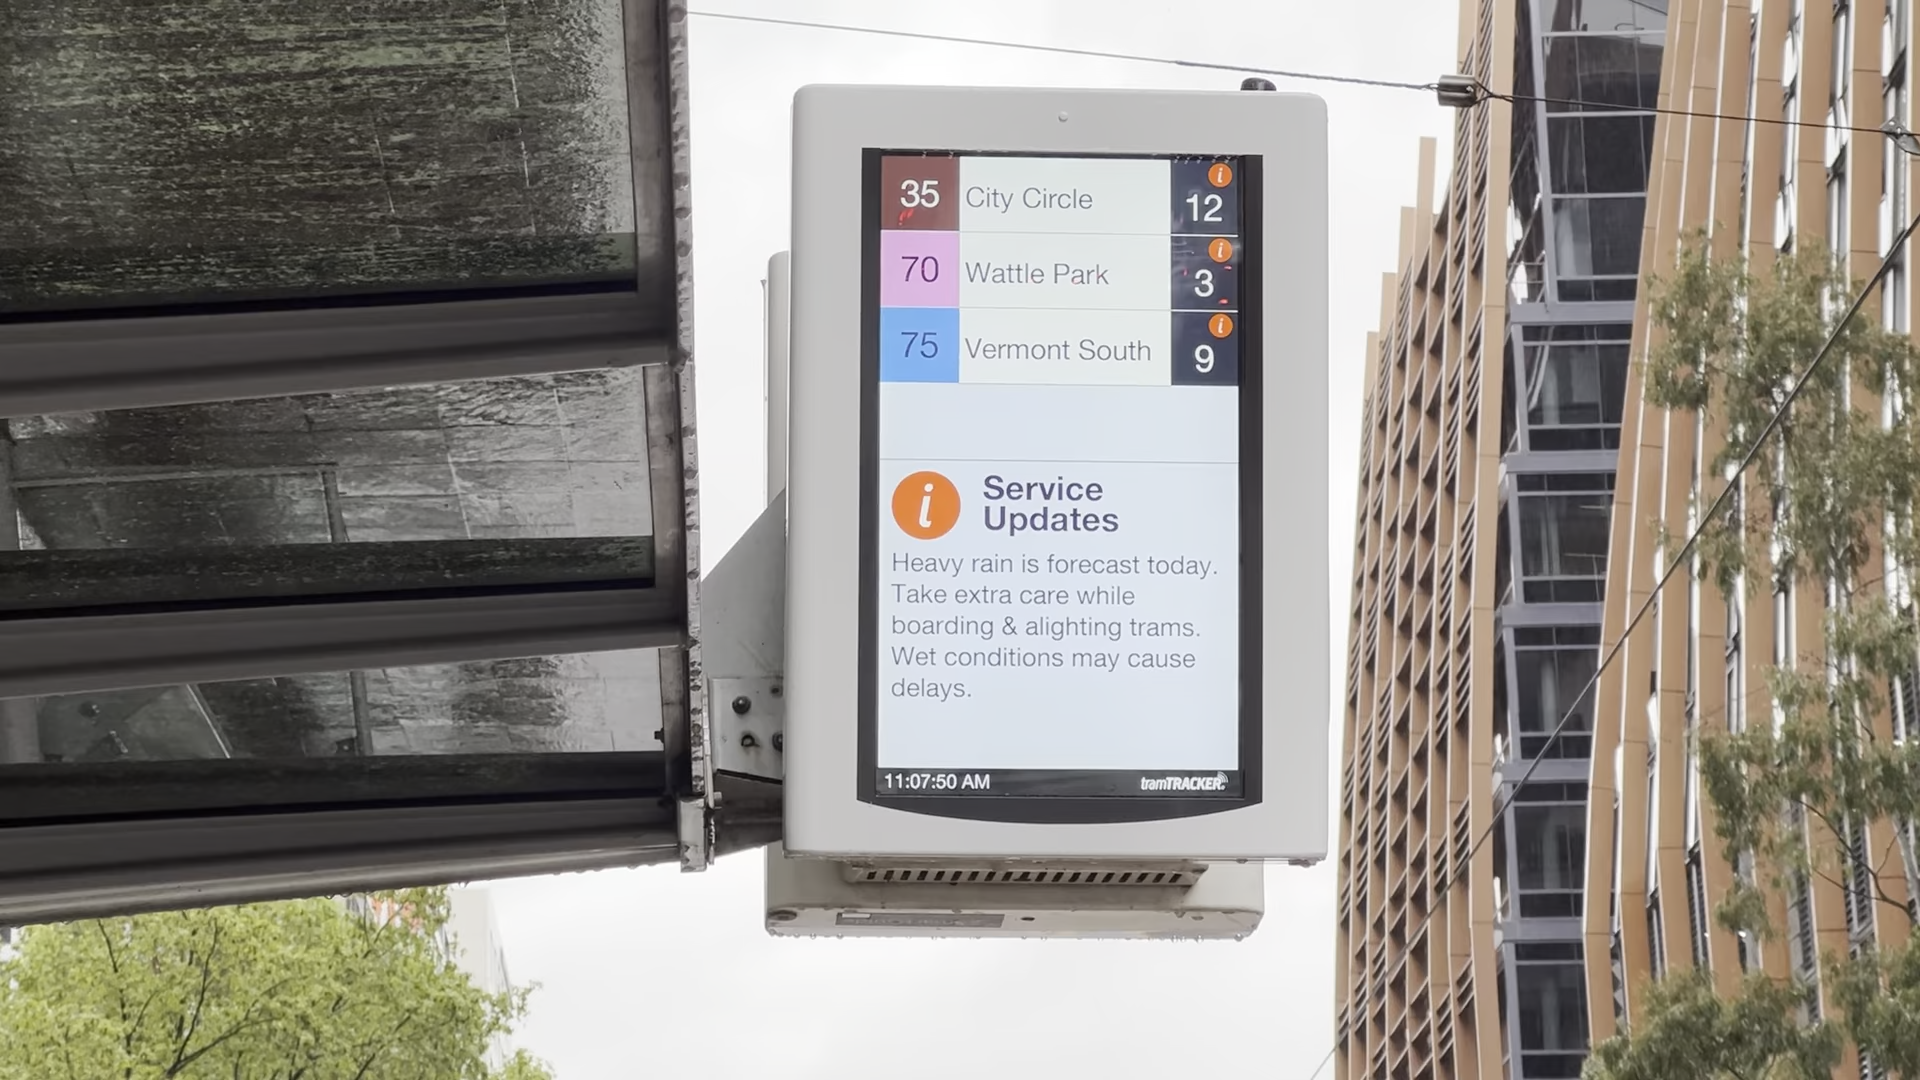 35 City Circle i 12
70 Wattle Park i 3
75 Vermont South i 9
i Service
Updates
Heavy rain is forecast today.
Take extra care while
boarding & alighting trams.
Wet conditions may cause
delays.
11:07:50 AM tramTRACKER